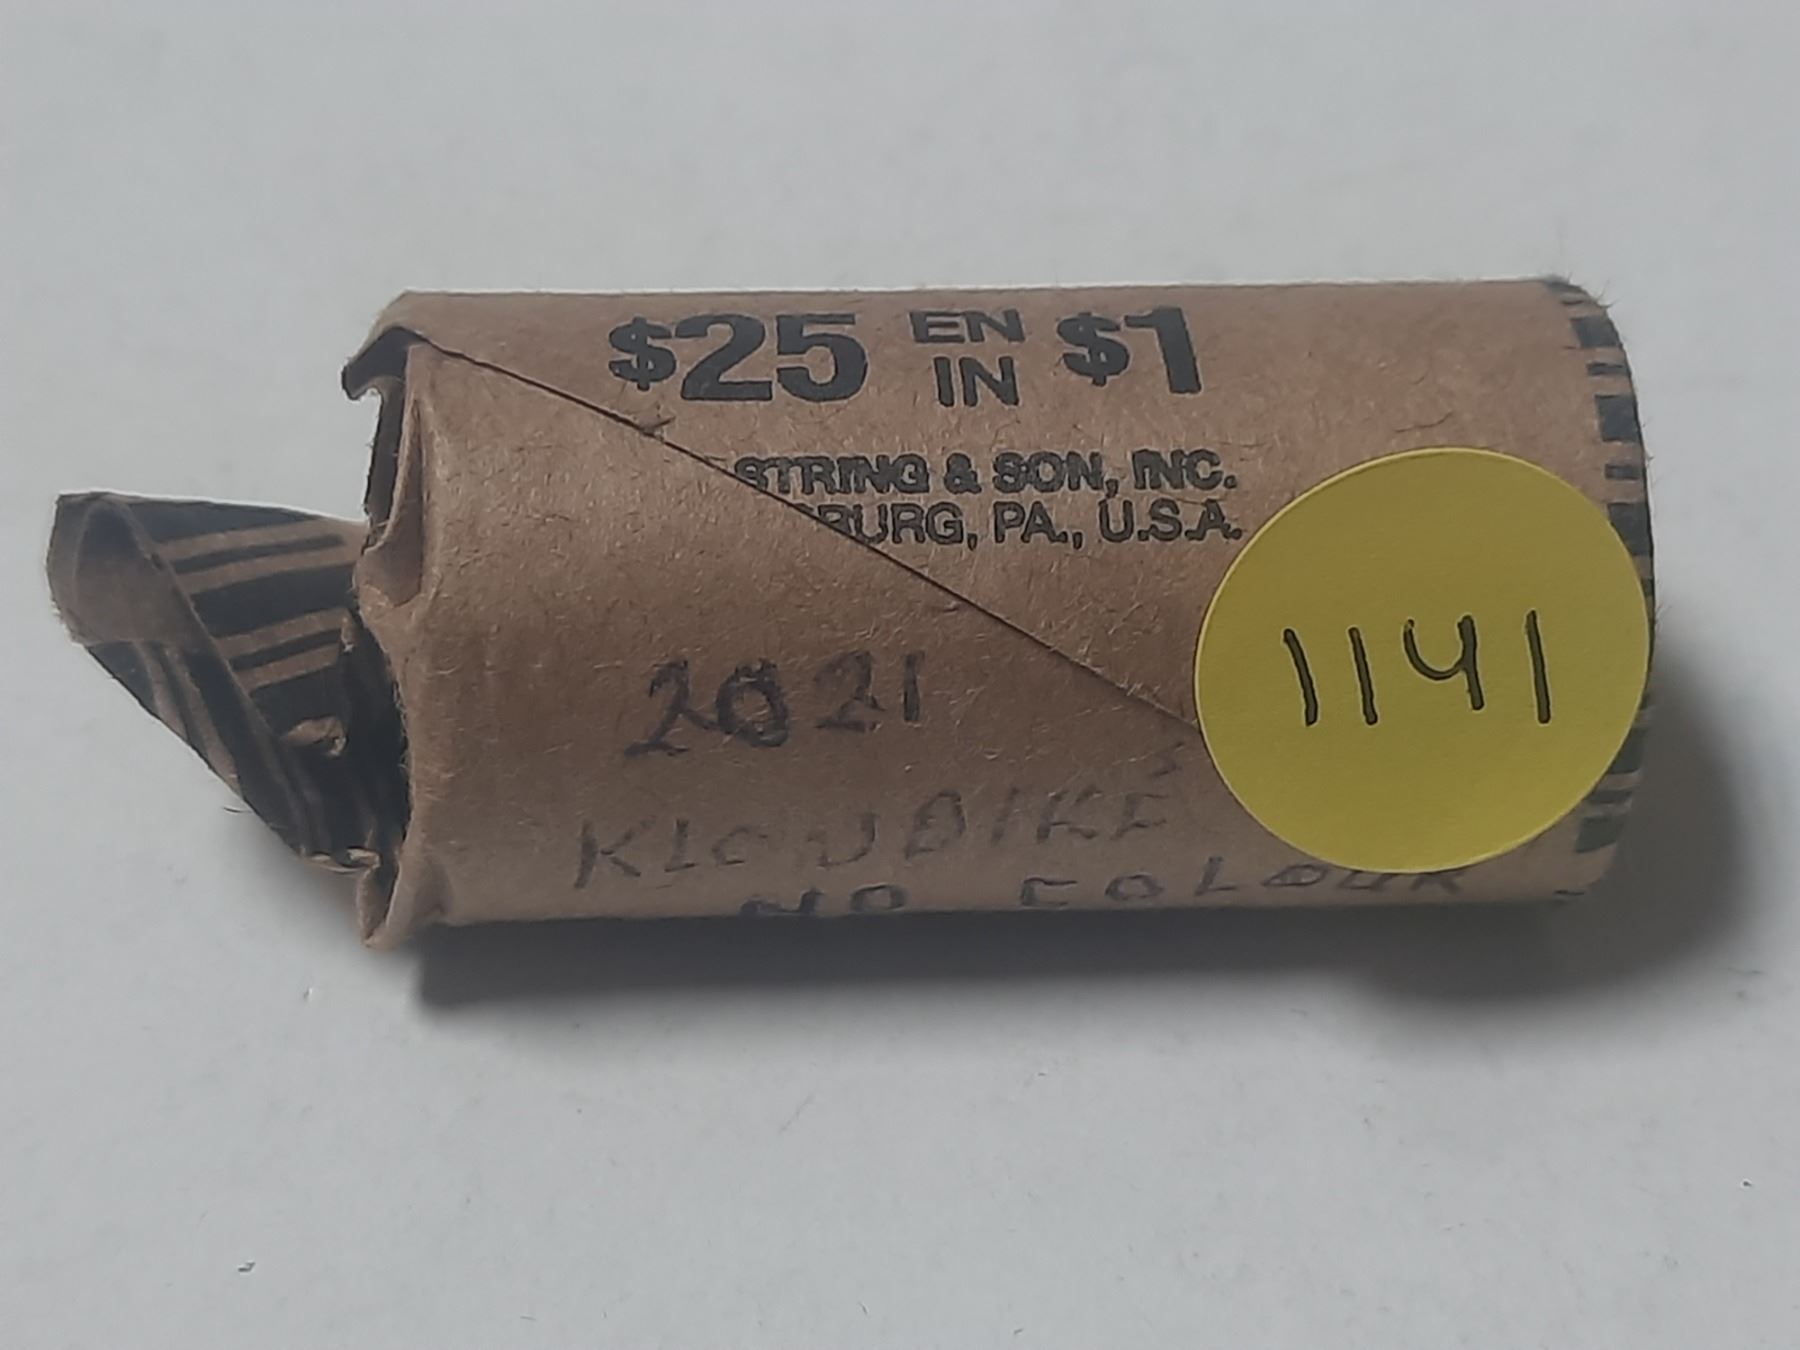 $25 EN IN $1
STRING & SON, INC.
BURG, PA., U.S.A.
2021
KLONDIKE
NO COLOUR
1141